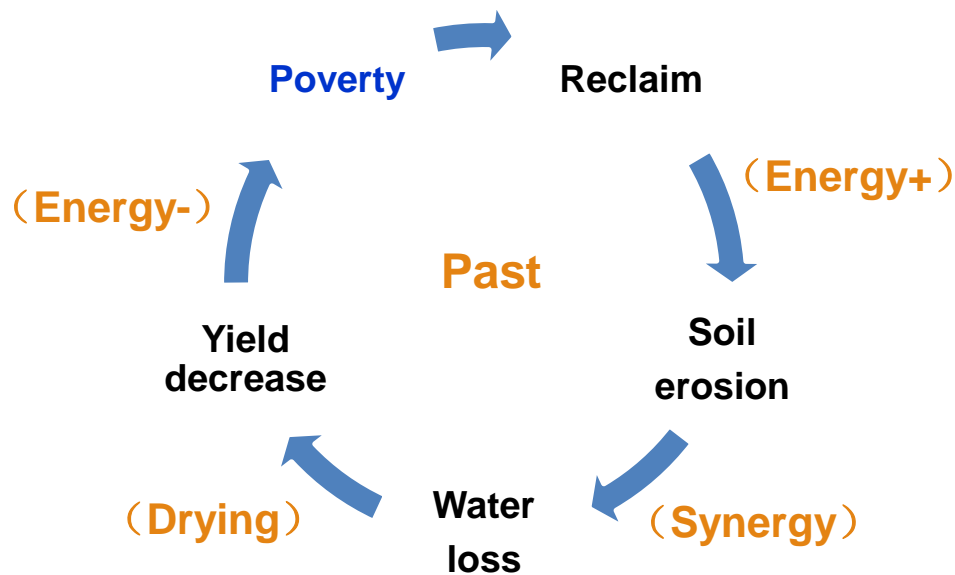 Poverty
Reclaim
（Energy+）
（Energy-）
Past
Soil
erosion
Yield
decrease
Water
loss
（Synergy）
（Drying）